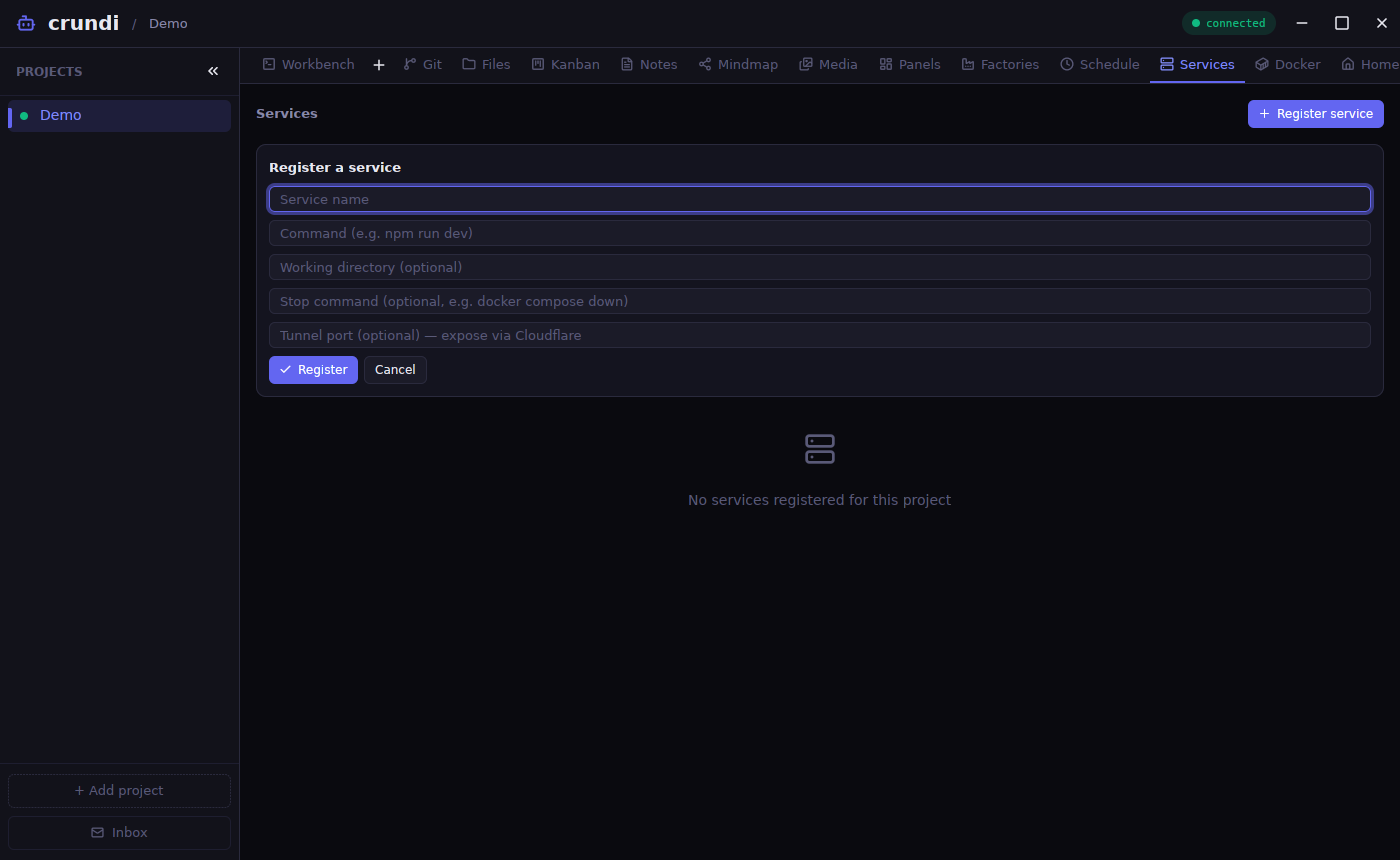 crundi / Demo
connected
PROJECTS
Demo
+ Add project
Inbox
Workbench
Git
Files
Kanban
Notes
Mindmap
Media
Panels
Factories
Schedule
Services
Docker
Home
Services
Register service
Register a service
Service name
Command (e.g. npm run dev)
Working directory (optional)
Stop command (optional, e.g. docker compose down)
Tunnel port (optional) — expose via Cloudflare
Register
Cancel
No services registered for this project